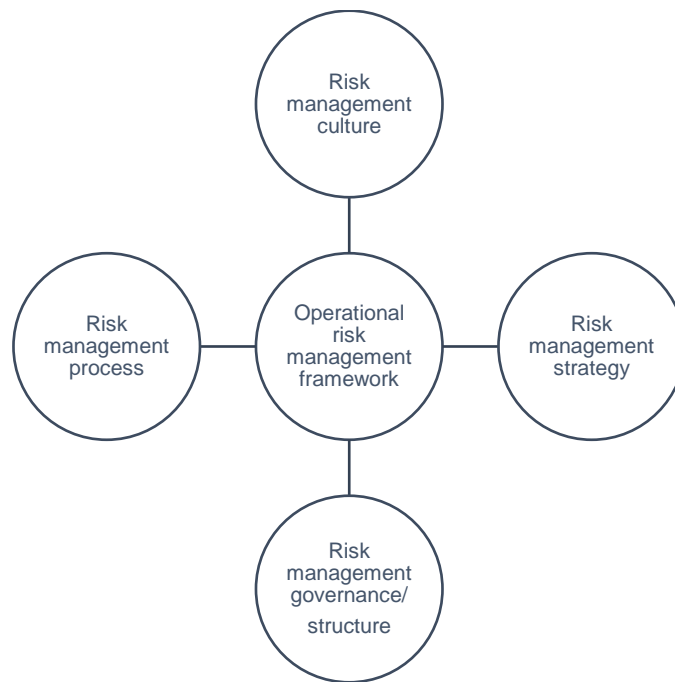 Risk
management
culture
Risk
management
process
Operational
risk
management
framework
Risk
management
strategy
Risk
management
governance/
structure